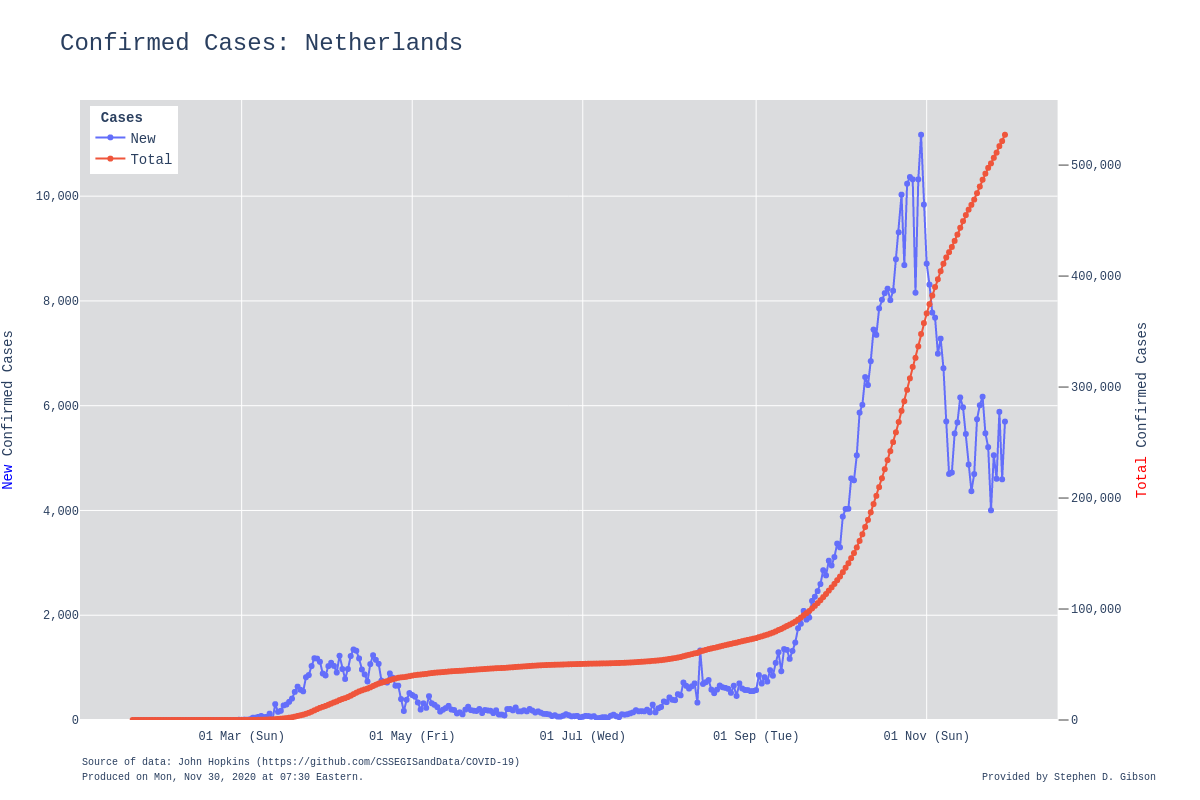 Confirmed Cases: Netherlands
Cases
New
Total
10,000
8,000
6,000
4,000
2,000
0
500,000
400,000
300,000
200,000
100,000
0
New Confirmed Cases
Total Confirmed Cases
01 Mar (Sun)
01 May (Fri)
01 Jul (Wed)
01 Sep (Tue)
01 Nov (Sun)
Source of data: John Hopkins (https://github.com/CSSEGISandData/COVID-19)
Produced on Mon, Nov 30, 2020 at 07:30 Eastern.
Provided by Stephen D. Gibson